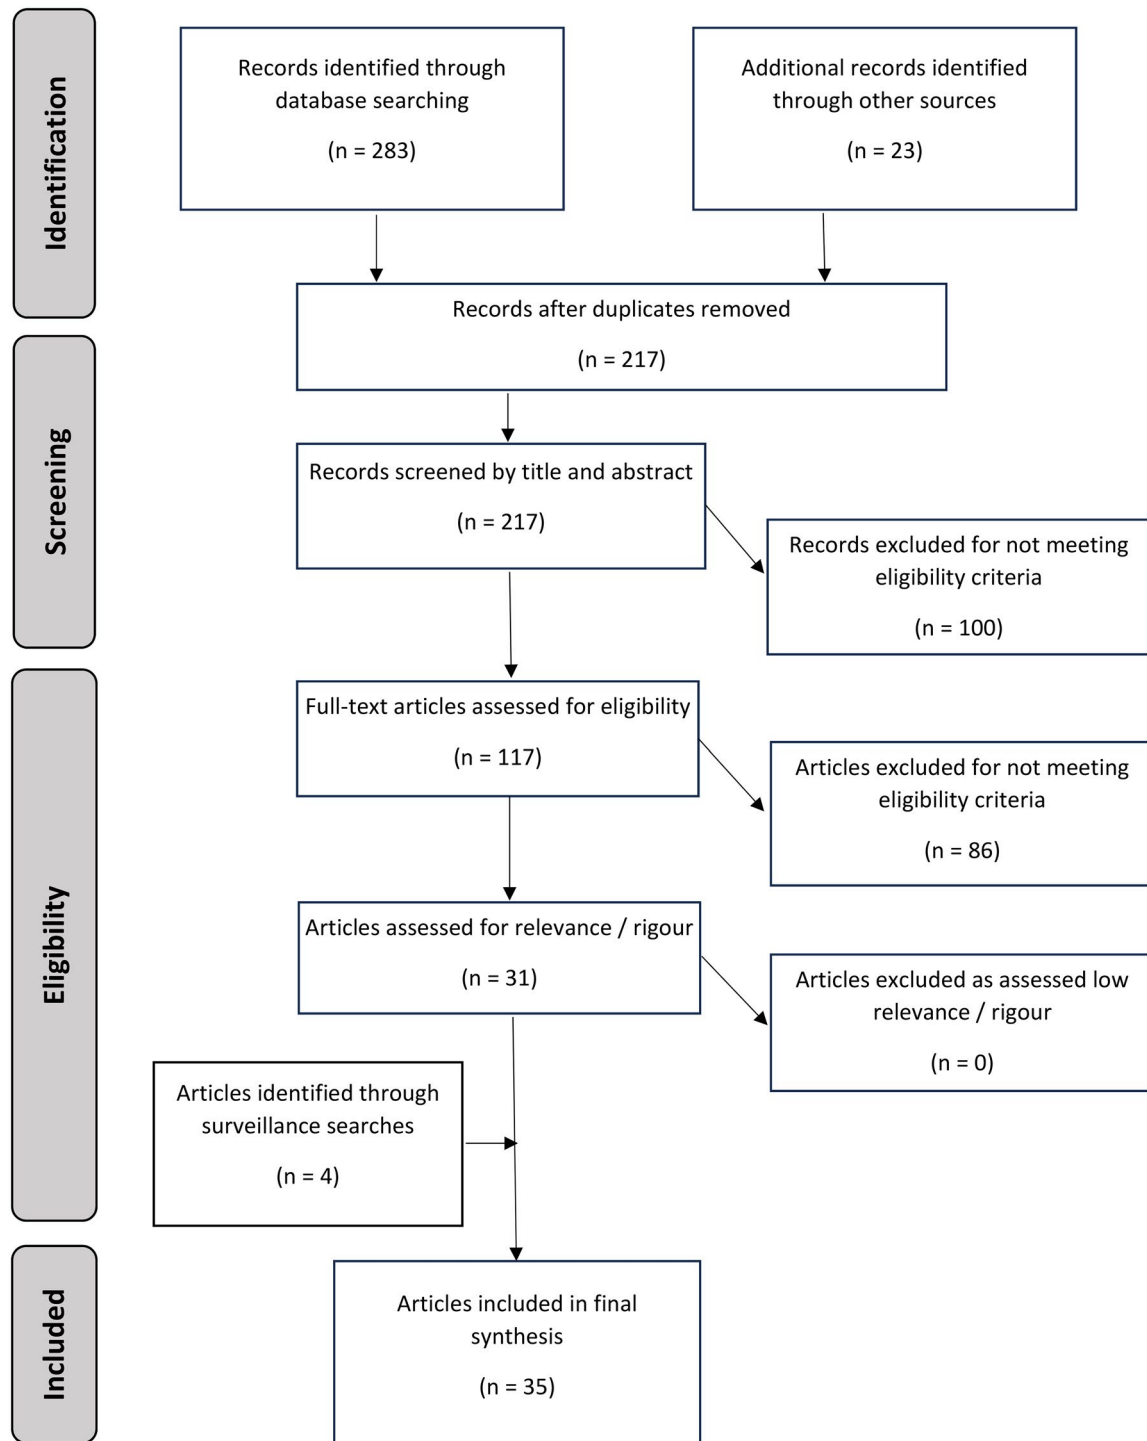 Identification
Records identified through
database searching
(n = 283)
Additional records identified
through other sources
(n = 23)
Records after duplicates removed
(n = 217)
Screening
Records screened by title and abstract
(n = 217)
Records excluded for not meeting
eligibility criteria
(n = 100)
Eligibility
Full-text articles assessed for eligibility
(n = 117)
Articles excluded for not meeting
eligibility criteria
(n = 86)
Articles assessed for relevance / rigour
(n = 31)
Articles excluded as assessed low
relevance / rigour
(n = 0)
Articles identified through
surveillance searches
(n = 4)
Included
Articles included in final
synthesis
(n = 35)